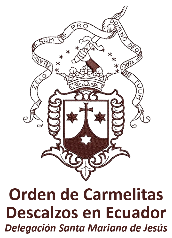 Orden de Carmelitas
Descalzos en Ecuador
Delegación Santa Mariana de Jesús